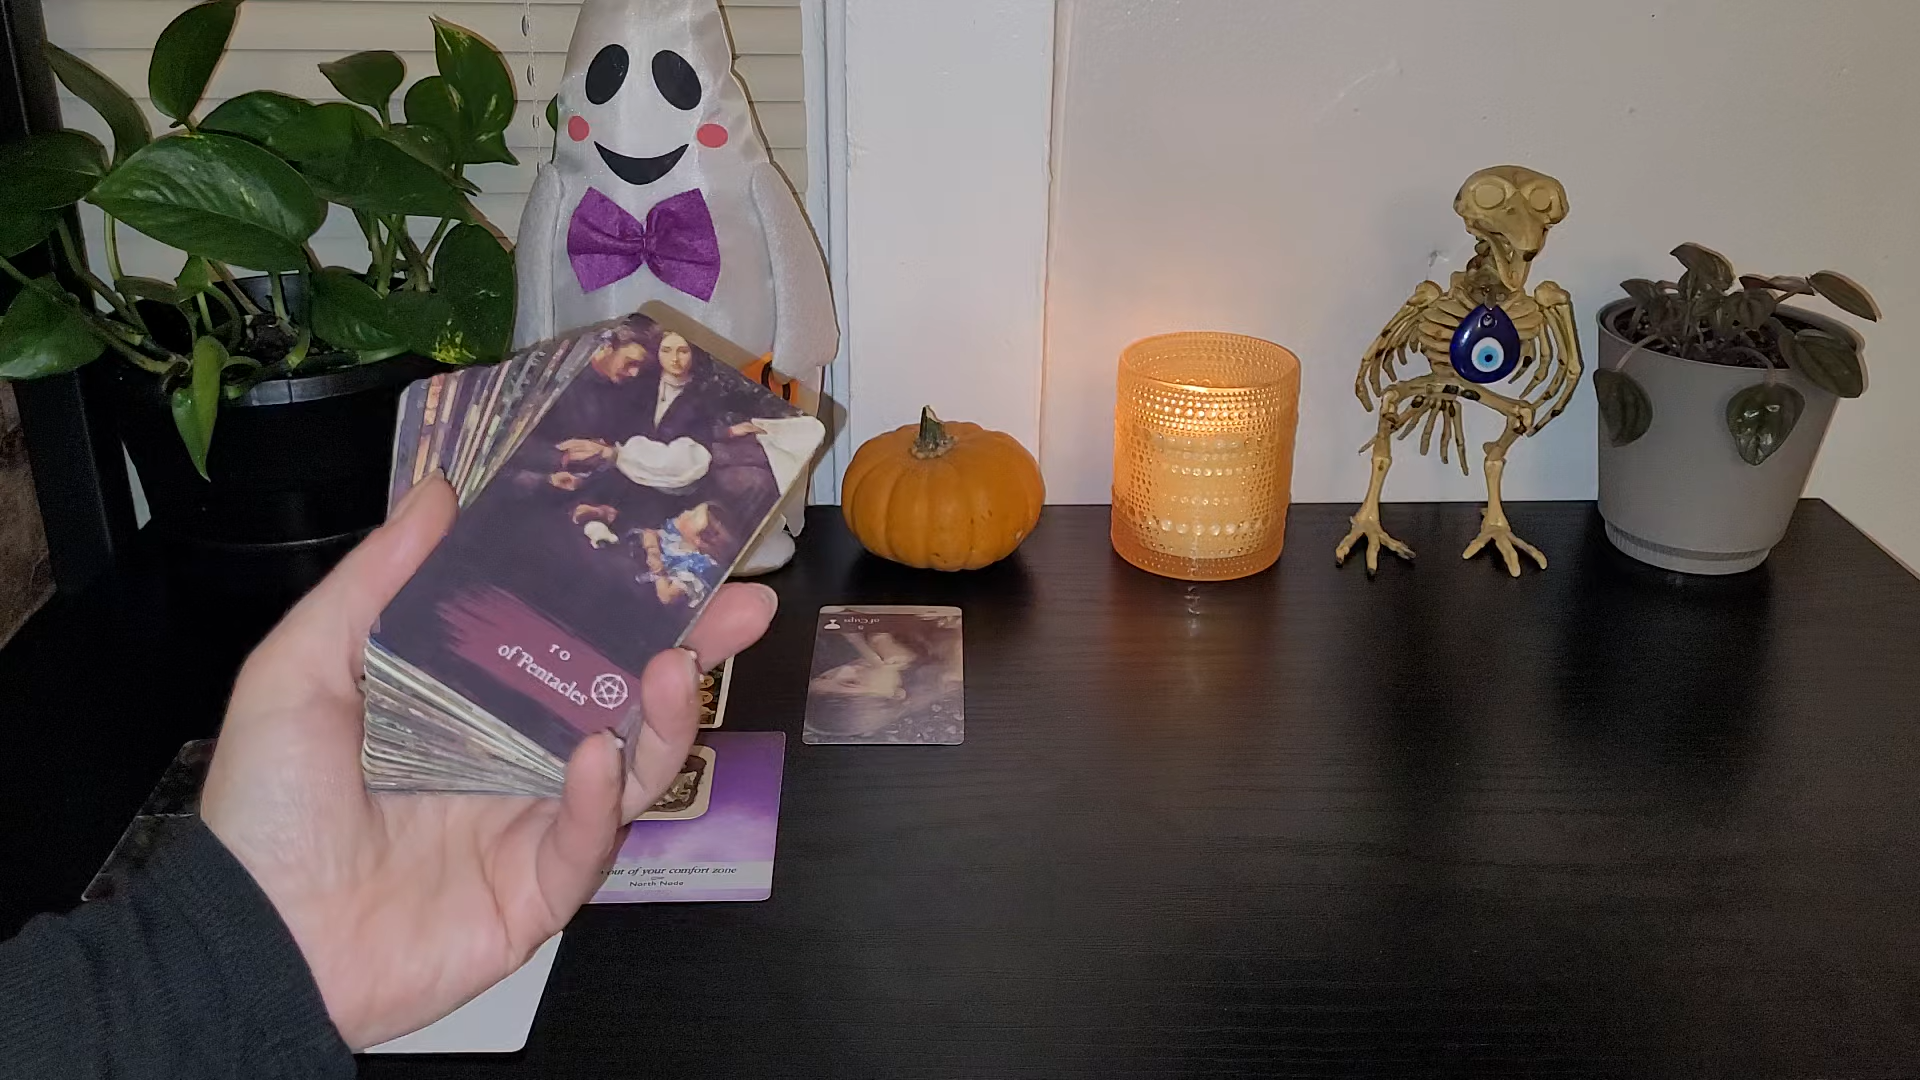 10
of Pentacles
of Cups
out of your comfort zone
North Node